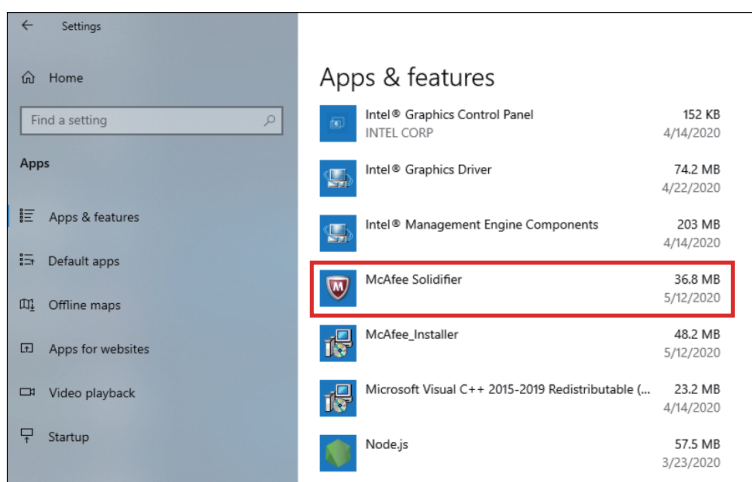 Settings
Home
Find a setting
Apps
Apps & features
Default apps
Offline maps
Apps for websites
Video playback
Startup
Apps & features
Intel® Graphics Control Panel 152 KB
INTEL CORP 4/14/2020
Intel® Graphics Driver 74.2 MB
4/22/2020
Intel® Management Engine Components 203 MB
4/14/2020
McAfee Solidifier 36.8 MB
5/12/2020
McAfee_Installer 48.2 MB
5/12/2020
Microsoft Visual C++ 2015-2019 Redistributable (... 23.2 MB
4/14/2020
Node.js 57.5 MB
3/23/2020